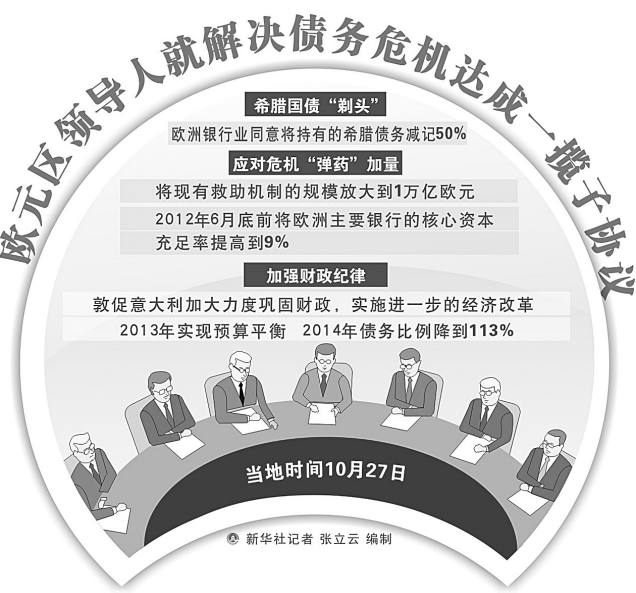 欧元区领导人就解决债务危机达成一揽子协议
希腊国债“剃头”
欧洲银行业同意将持有的希腊债务减记50%
应对危机“弹药”加量
将现有救助机制的规模放大到1万亿欧元
2012年6月底前将欧洲主要银行的核心资本
充足率提高到9%
加强财政纪律
敦促意大利加大力度巩固财政，实施进一步的经济改革
2013年实现预算平衡 2014年债务比例降到113%
当地时间10月27日
新华社记者 张立云 编制